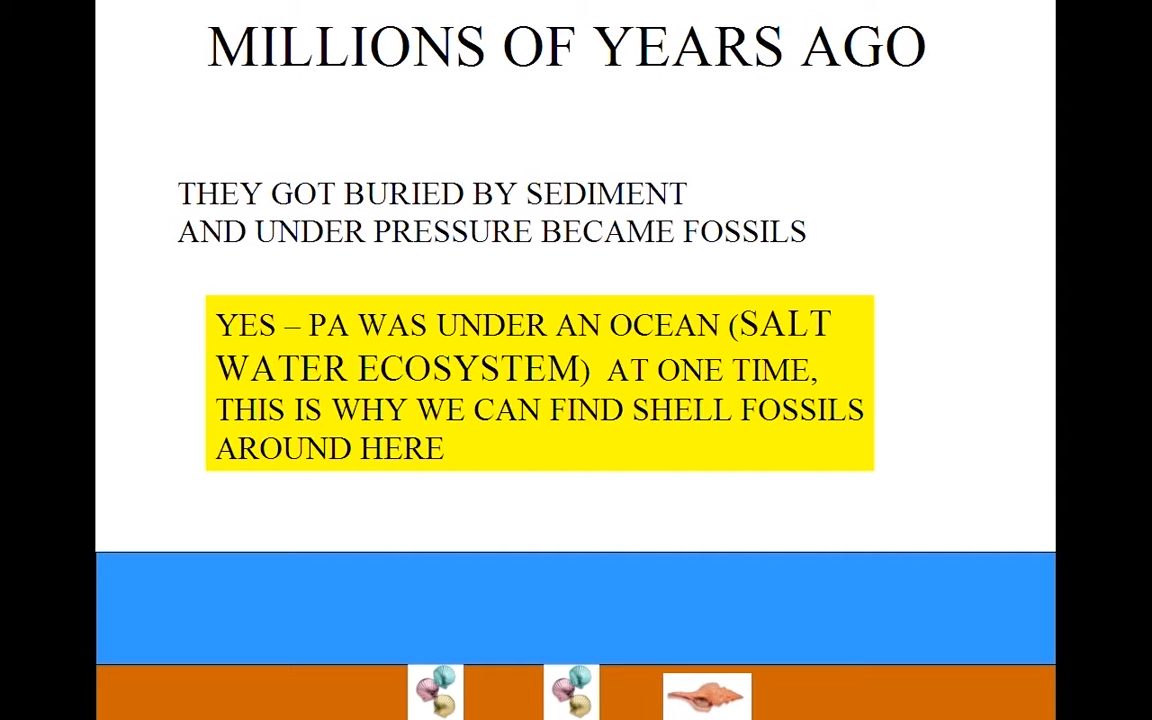 MILLIONS OF YEARS AGO
THEY GOT BURIED BY SEDIMENT
AND UNDER PRESSURE BECAME FOSSILS
YES – PA WAS UNDER AN OCEAN (SALT
WATER ECOSYSTEM) AT ONE TIME,
THIS IS WHY WE CAN FIND SHELL FOSSILS
AROUND HERE